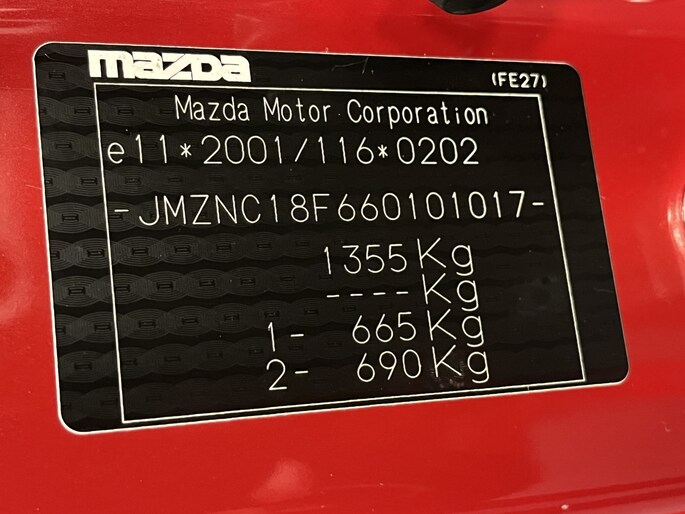 mazda
(FE27)
Mazda Motor Corporation
e11*2001/116*0202
-JMZNC18F660101017-
1355Kg
----Kg
1- 665Kg
2- 690Kg